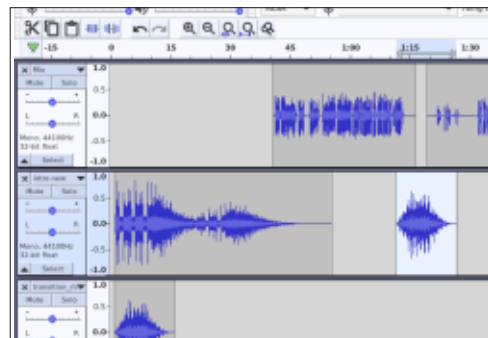 -15 0 15 30 45 1:00 1:15 1:30
Mix
Mute Solo
- +
L R
Mono, 44100Hz
32-bit float
Select
1.0
0.5-
0.0-
-0.5-
-1.0
intro-new
Mute Solo
- +
L R
Mono, 44100Hz
32-bit float
Select
1.0
0.5-
0.0-
-0.5-
-1.0
Mute Solo
- +
L R
1.0
0.5-
0.0-